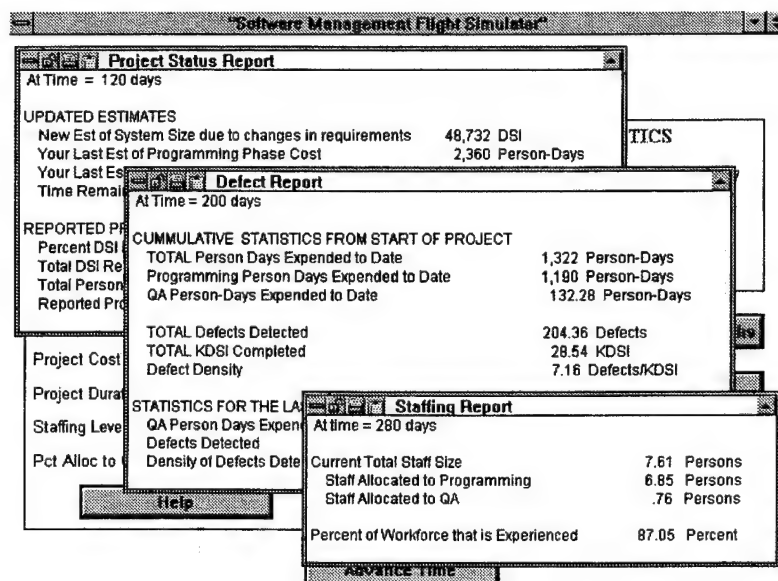 "Software Management Flight Simulator"
Project Status Report
At Time = 120 days
UPDATED ESTIMATES
New Est of System Size due to changes in requirements 48,732 DSI
Your Last Est of Programming Phase Cost 2,360 Person-Days
Your Last Es
Time Remai
REPORTED PR
Percent DSI
Total DSI Re
Total Person
Reported Pro
TICS
Defect Report
At Time = 200 days
CUMMULATIVE STATISTICS FROM START OF PROJECT
TOTAL Person Days Expended to Date 1,322 Person-Days
Programming Person Days Expended to Date 1,190 Person-Days
QA Person-Days Expended to Date 132.28 Person-Days
TOTAL Defects Detected 204.36 Defects
TOTAL KDSI Completed 28.54 KDSI
Defect Density 7.16 Defects/KDSI
STATISTICS FOR THE LA
QA Person Days Expen
Defects Detected
Density of Defects Dete
Project Cost
Project Durat
Staffing Leve
Pct Alloc to
Help
Staffing Report
At time = 280 days
Current Total Staff Size 7.61 Persons
Staff Allocated to Programming 6.85 Persons
Staff Allocated to QA .76 Persons
Percent of Workforce that is Experienced 87.05 Percent
Advance Time